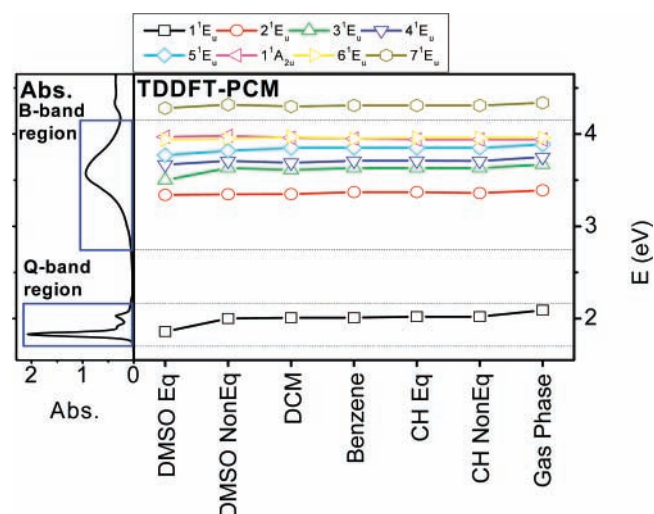 1¹Eᵤ 2¹Eᵤ 3¹Eᵤ 4¹Eᵤ
5¹Eᵤ 1¹A₂ᵤ 6¹Eᵤ 7¹Eᵤ
Abs. TDDFT-PCM
B-band
region
Q-band
region
4
3
2
E (eV)
2 1 0
Abs.
DMSO Eq
DMSO NonEq
DCM
Benzene
CH Eq
CH NonEq
Gas Phase